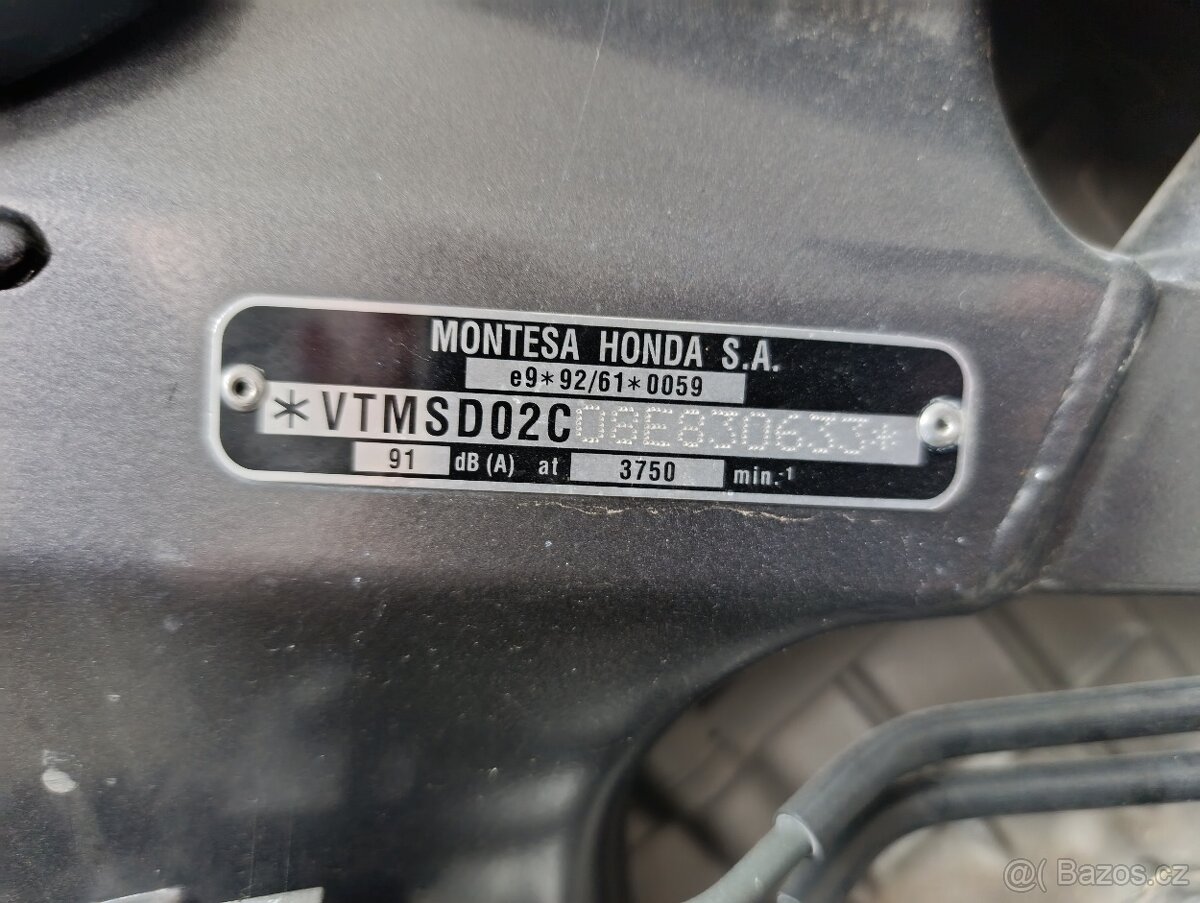 MONTESA HONDA S.A.
e9*92/61*0059
*VTMSD02C08E830633*
91 dB (A) at 3750 min.-1
@( Bazos.cz